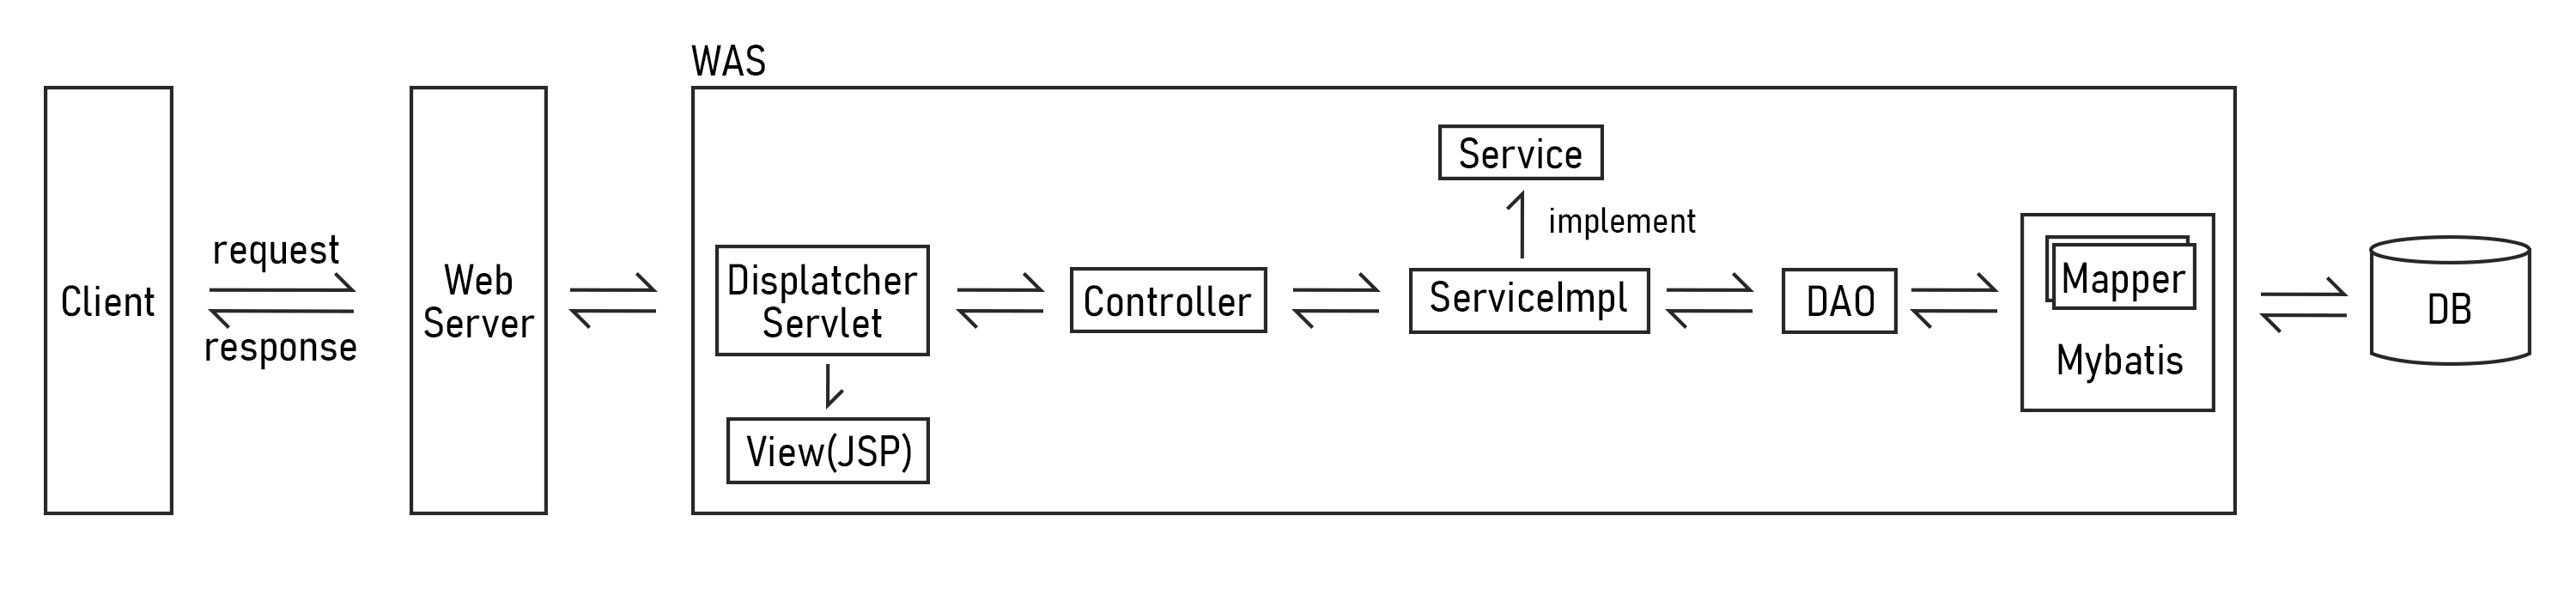 WAS
Client
request
response
Web
Server
Displatcher
Servlet
View(JSP)
Controller
Service
implement
ServiceImpl
DAO
Mapper
Mybatis
DB